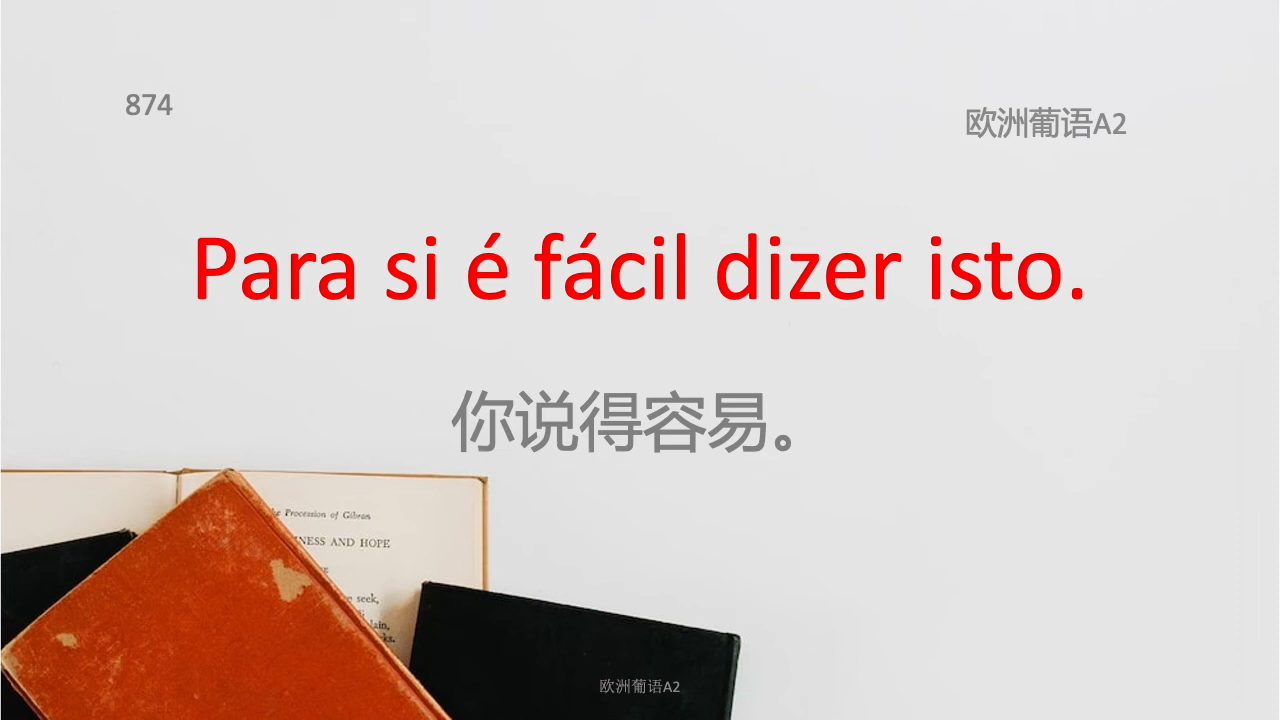 874
欧洲葡语A2
Para si é fácil dizer isto.
你说得容易。
Procession of Gibran
NESS AND HOPE
seek,
欧洲葡语A2